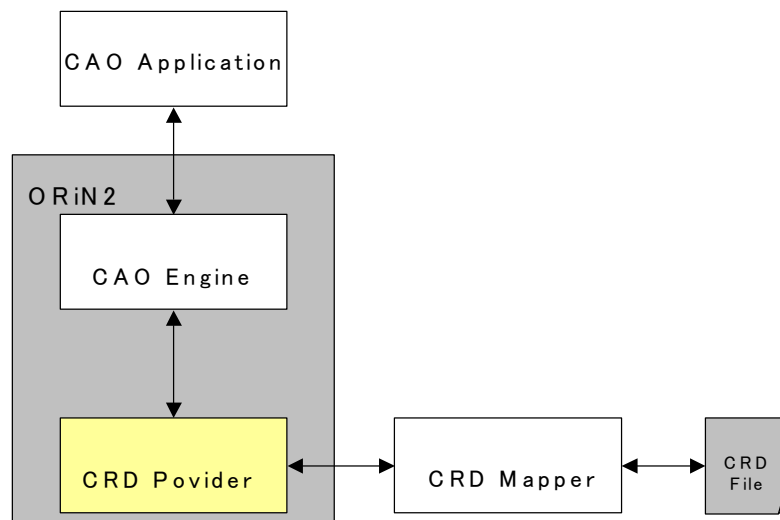 CAO Application
ORiN2
CAO Engine
CRD Povider
CRD Mapper
CRD
File